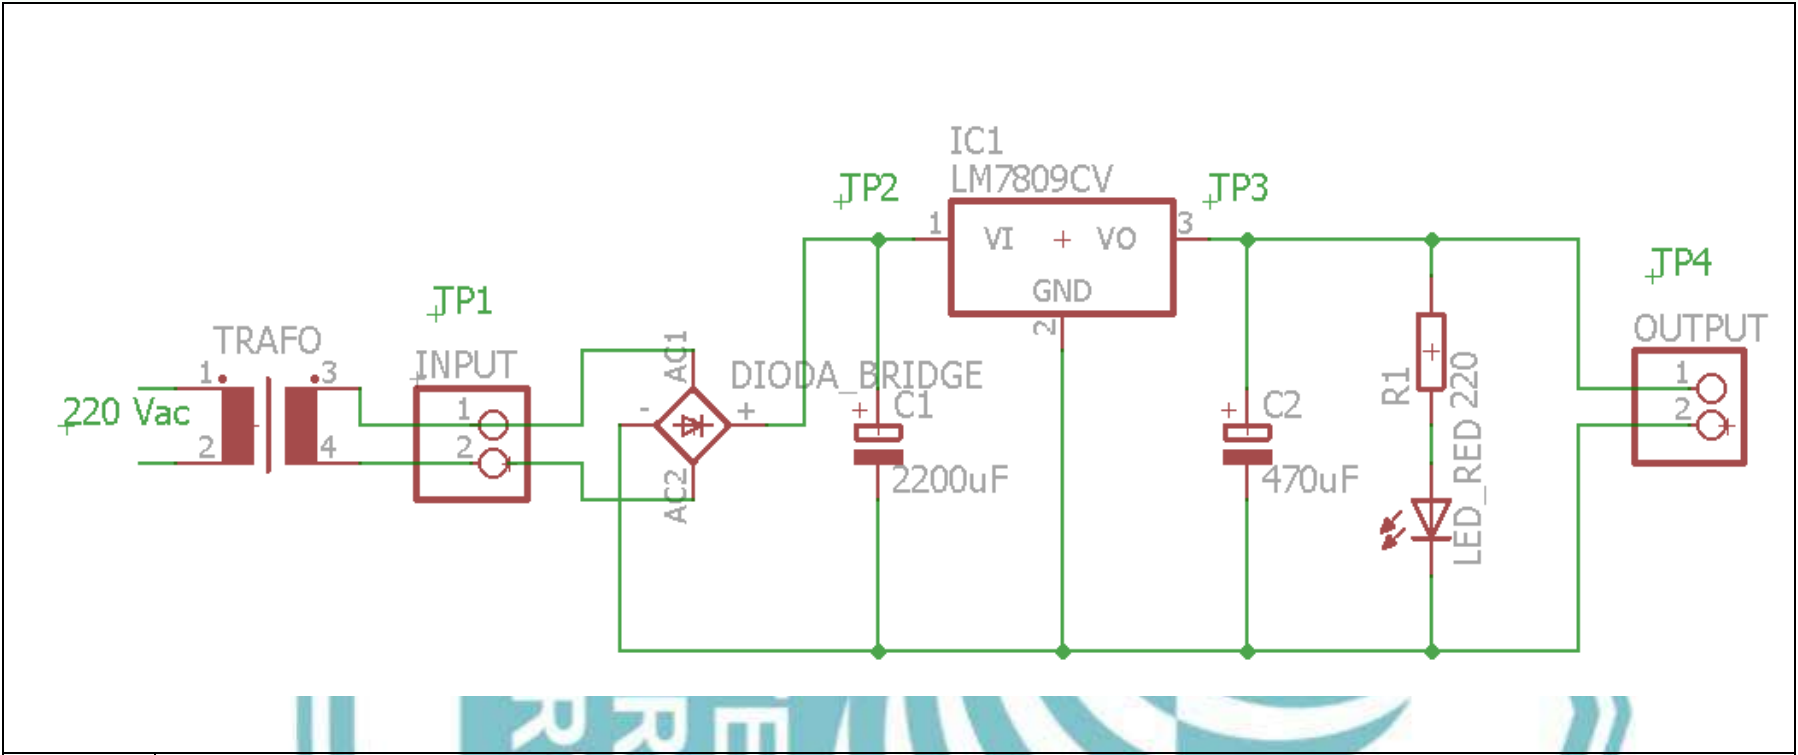 IC1
LM7809CV
TP2
TP3
1
VI
VO
3
GND
2
TP4
TP1
TRAFO
INPUT
OUTPUT
1
3
220 Vac
2
4
1
2
AC1
AC2
DIODA_BRIDGE
-
+
+
C1
2200uF
+
C2
470uF
R1
220
LED_RED
1
2